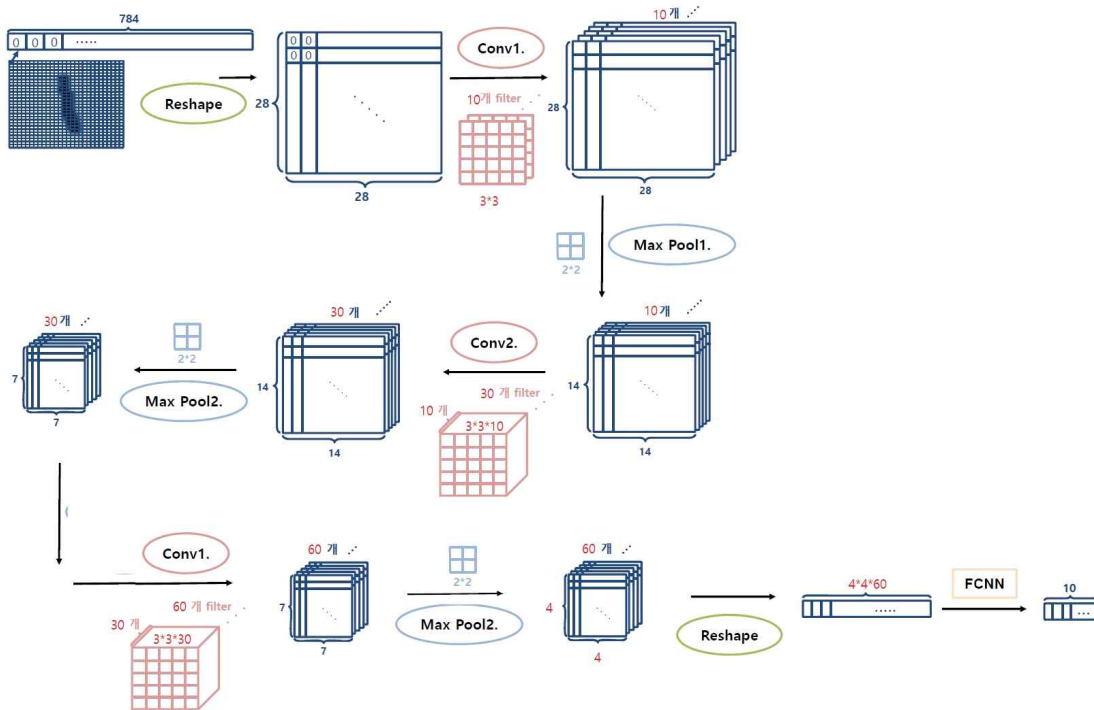 784
0 0 0 .....
Reshape
0 0
0 0
28
28
Conv1.
10개 filter
3*3
10 개
28
28
2*2
Max Pool1.
10 개
14
14
Conv2.
30 개 filter
10 개
3*3*10
30 개
14
14
2*2
Max Pool2.
30 개
7
7
Conv1.
60 개 filter
30 개
3*3*30
60 개
7
7
2*2
Max Pool2.
60 개
4
4
Reshape
4*4*60
.....
FCNN
10
...